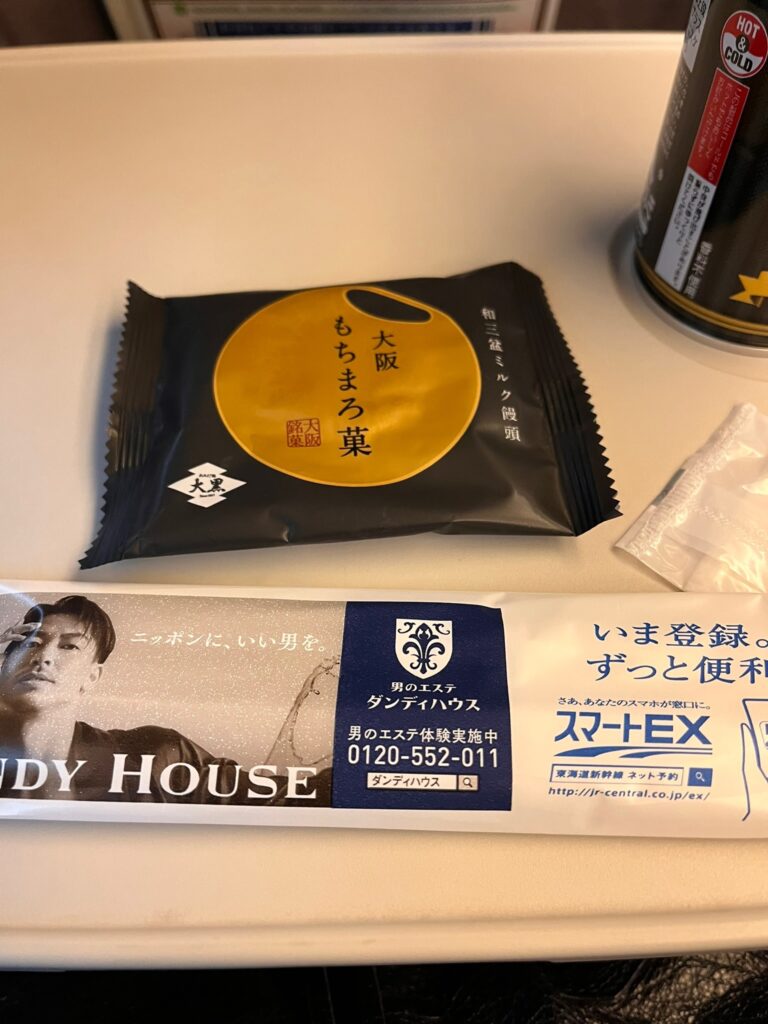 HOT
&
COLD
大阪
もちまろ菓
大阪
銘菓
和三盆ミルク饅頭
大黒
ニッポンに、いい男を。
NDY HOUSE
男のエステ
ダンディハウス
男のエステ体験実施中
0120-552-011
ダンディハウス
いま登録。
ずっと便利
さあ、あなたのスマホが窓口に。
スマートEX
東海道新幹線 ネット予約
http://jr-central.co.jp/ex/